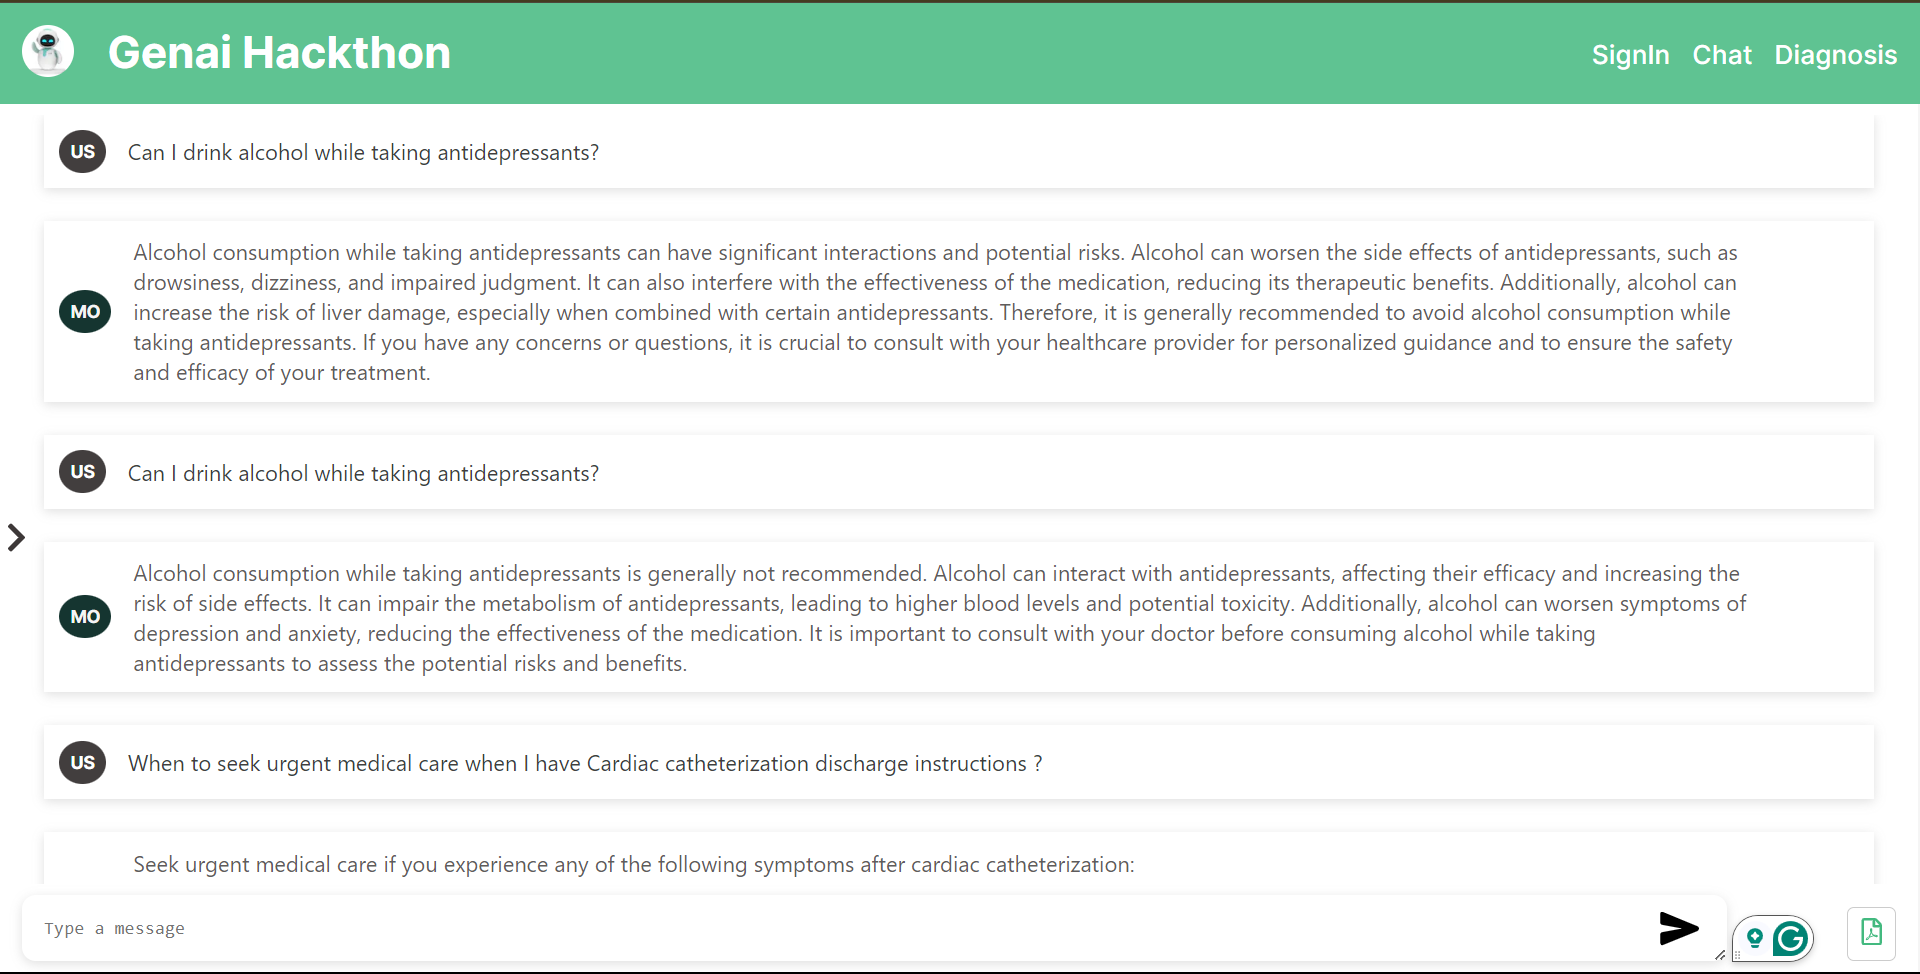 Genai Hackthon
SignIn Chat Diagnosis
US Can I drink alcohol while taking antidepressants?
Alcohol consumption while taking antidepressants can have significant interactions and potential risks. Alcohol can worsen the side effects of antidepressants, such as
drowsiness, dizziness, and impaired judgment. It can also interfere with the effectiveness of the medication, reducing its therapeutic benefits. Additionally, alcohol can
MO increase the risk of liver damage, especially when combined with certain antidepressants. Therefore, it is generally recommended to avoid alcohol consumption while
taking antidepressants. If you have any concerns or questions, it is crucial to consult with your healthcare provider for personalized guidance and to ensure the safety
and efficacy of your treatment.
US Can I drink alcohol while taking antidepressants?
Alcohol consumption while taking antidepressants is generally not recommended. Alcohol can interact with antidepressants, affecting their efficacy and increasing the
MO risk of side effects. It can impair the metabolism of antidepressants, leading to higher blood levels and potential toxicity. Additionally, alcohol can worsen symptoms of
depression and anxiety, reducing the effectiveness of the medication. It is important to consult with your doctor before consuming alcohol while taking
antidepressants to assess the potential risks and benefits.
US When to seek urgent medical care when I have Cardiac catheterization discharge instructions ?
Seek urgent medical care if you experience any of the following symptoms after cardiac catheterization:
Type a message